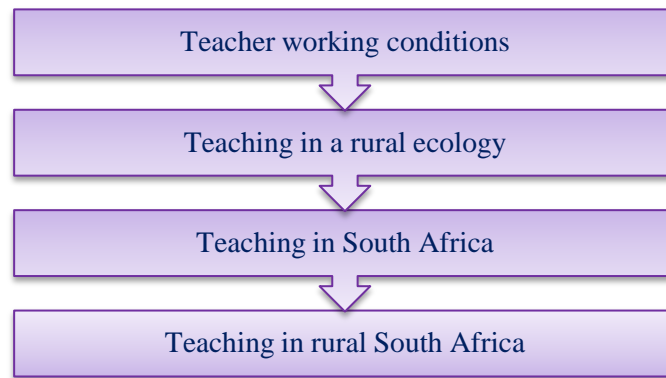 Teacher working conditions
Teaching in a rural ecology
Teaching in South Africa
Teaching in rural South Africa